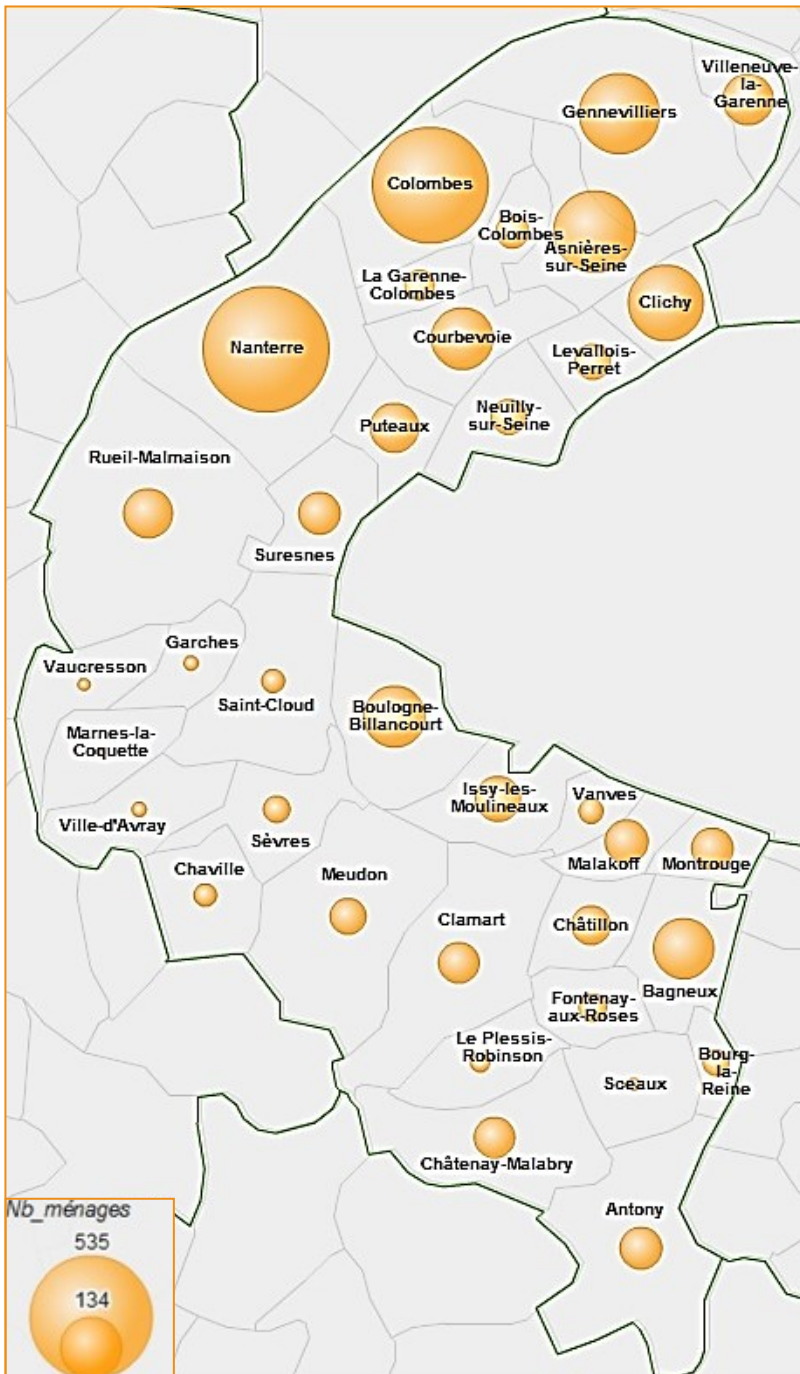 Villeneuve-
la-
Garenne
Gennevilliers
Colombes
Bois-
Colombes
Asnières-
sur-Seine
La Garenne-
Colombes
Clichy
Courbevoie
Nanterre
Levallois-
Perret
Neuilly-
sur-Seine
Puteaux
Rueil-Malmaison
Suresnes
Garches
Vaucresson
Saint-Cloud
Boulogne-
Billancourt
Marnes-la-
Coquette
Issy-les-
Moulineaux
Vanves
Ville-d'Avray
Sèvres
Malakoff
Montrouge
Chaville
Meudon
Clamart
Châtillon
Bagneux
Fontenay-
aux-Roses
Le Plessis-
Robinson
Bourg-
la-
Reine
Sceaux
Châtenay-Malabry
Antony
Nb_ménages
535
134